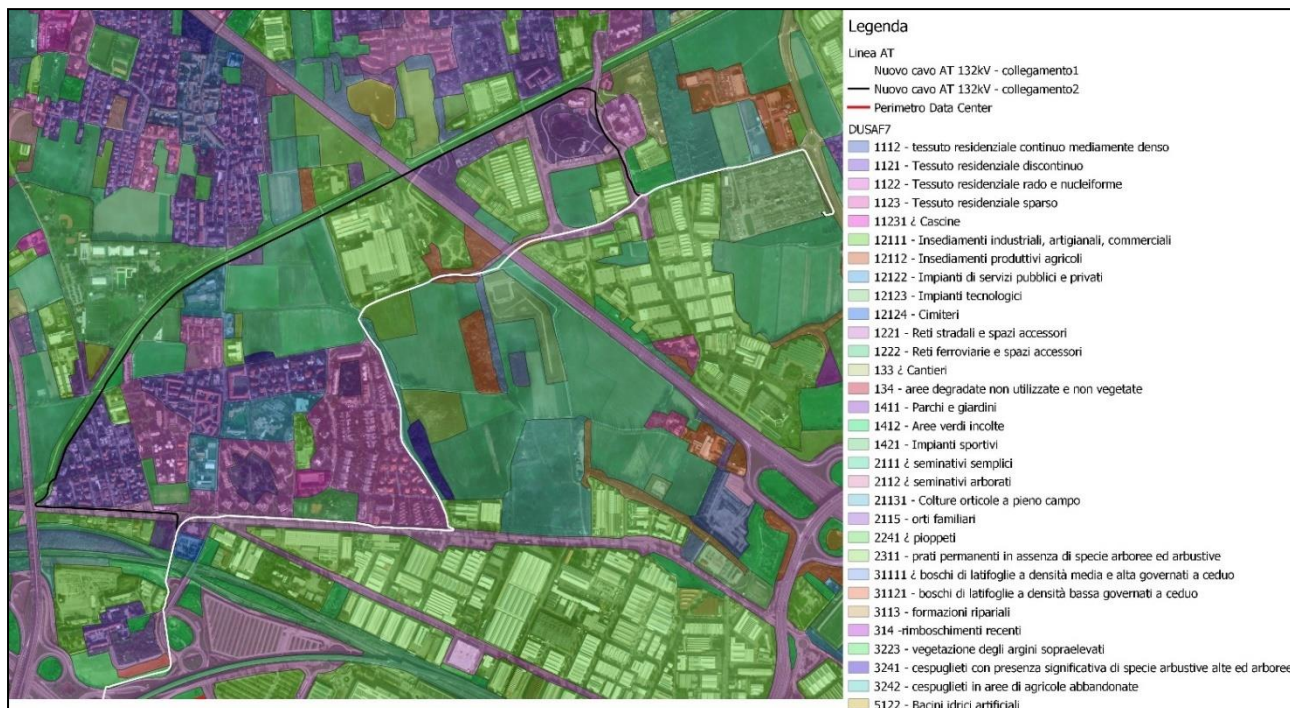 Legenda
Linea AT
Nuovo cavo AT 132kV - collegamento1
Nuovo cavo AT 132kV - collegamento2
Perimetro Data Center
DUSAF7
1112 - tessuto residenziale continuo mediamente denso
1121 - Tessuto residenziale discontinuo
1122 - Tessuto residenziale rado e nucleiforme
1123 - Tessuto residenziale sparso
11231 ¿ Cascine
12111 - Insediamenti industriali, artigianali, commerciali
12112 - Insediamenti produttivi agricoli
12122 - Impianti di servizi pubblici e privati
12123 - Impianti tecnologici
12124 - Cimiteri
1221 - Reti stradali e spazi accessori
1222 - Reti ferroviarie e spazi accessori
133 ¿ Cantieri
134 - aree degradate non utilizzate e non vegetate
1411 - Parchi e giardini
1412 - Aree verdi incolte
1421 - Impianti sportivi
2111 ¿ seminativi semplici
2112 ¿ seminativi arborati
21131 - Colture orticole a pieno campo
2115 - orti familiari
2241 ¿ pioppeti
2311 - prati permanenti in assenza di specie arboree ed arbustive
31111 ¿ boschi di latifoglie a densità media e alta governati a ceduo
31121 - boschi di latifoglie a densità bassa governati a ceduo
3113 - formazioni ripariali
314 -rimboschimenti recenti
3223 - vegetazione degli argini sopraelevati
3241 - cespuglieti con presenza significativa di specie arbustive alte ed arboree
3242 - cespuglieti in aree di agricole abbandonate
5122 - Bacini idrici artificiali